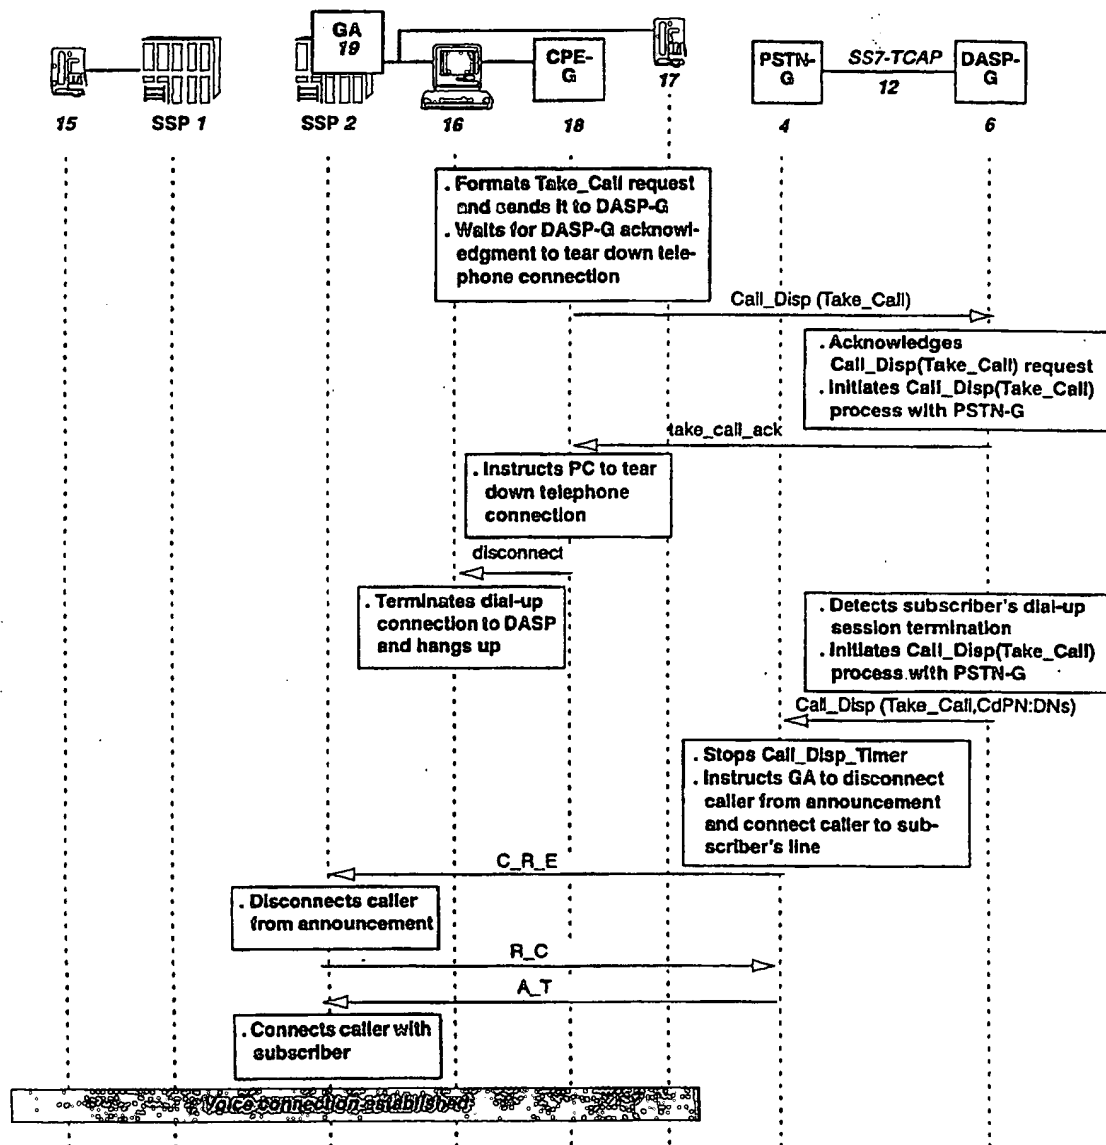 GA
19
CPE-
G
17
PSTN-
G
SS7-TCAP
12
DASP-
G
15
SSP 1
SSP 2
16
18
4
6
. Formats Take_Call request
and sends it to DASP-G
. Waits for DASP-G acknowl-
edgment to tear down tele-
phone connection
Call_Disp (Take_Call)
. Acknowledges
Call_Disp(Take_Call) request
. Initiates Call_Disp(Take_Call)
process with PSTN-G
take_call_ack
. Instructs PC to tear
down telephone
connection
disconnect
. Terminates dial-up
connection to DASP
and hangs up
. Detects subscriber's dial-up
session termination
. Initiates Call_Disp(Take_Call)
process with PSTN-G
Call_Disp (Take_Call,CdPN:DNs)
. Stops Call_Disp_Timer
. Instructs GA to disconnect
caller from announcement
and connect caller to sub-
scriber's line
C_R_E
. Disconnects caller
from announcement
R_C
A_T
. Connects caller with
subscriber
Voice connection established